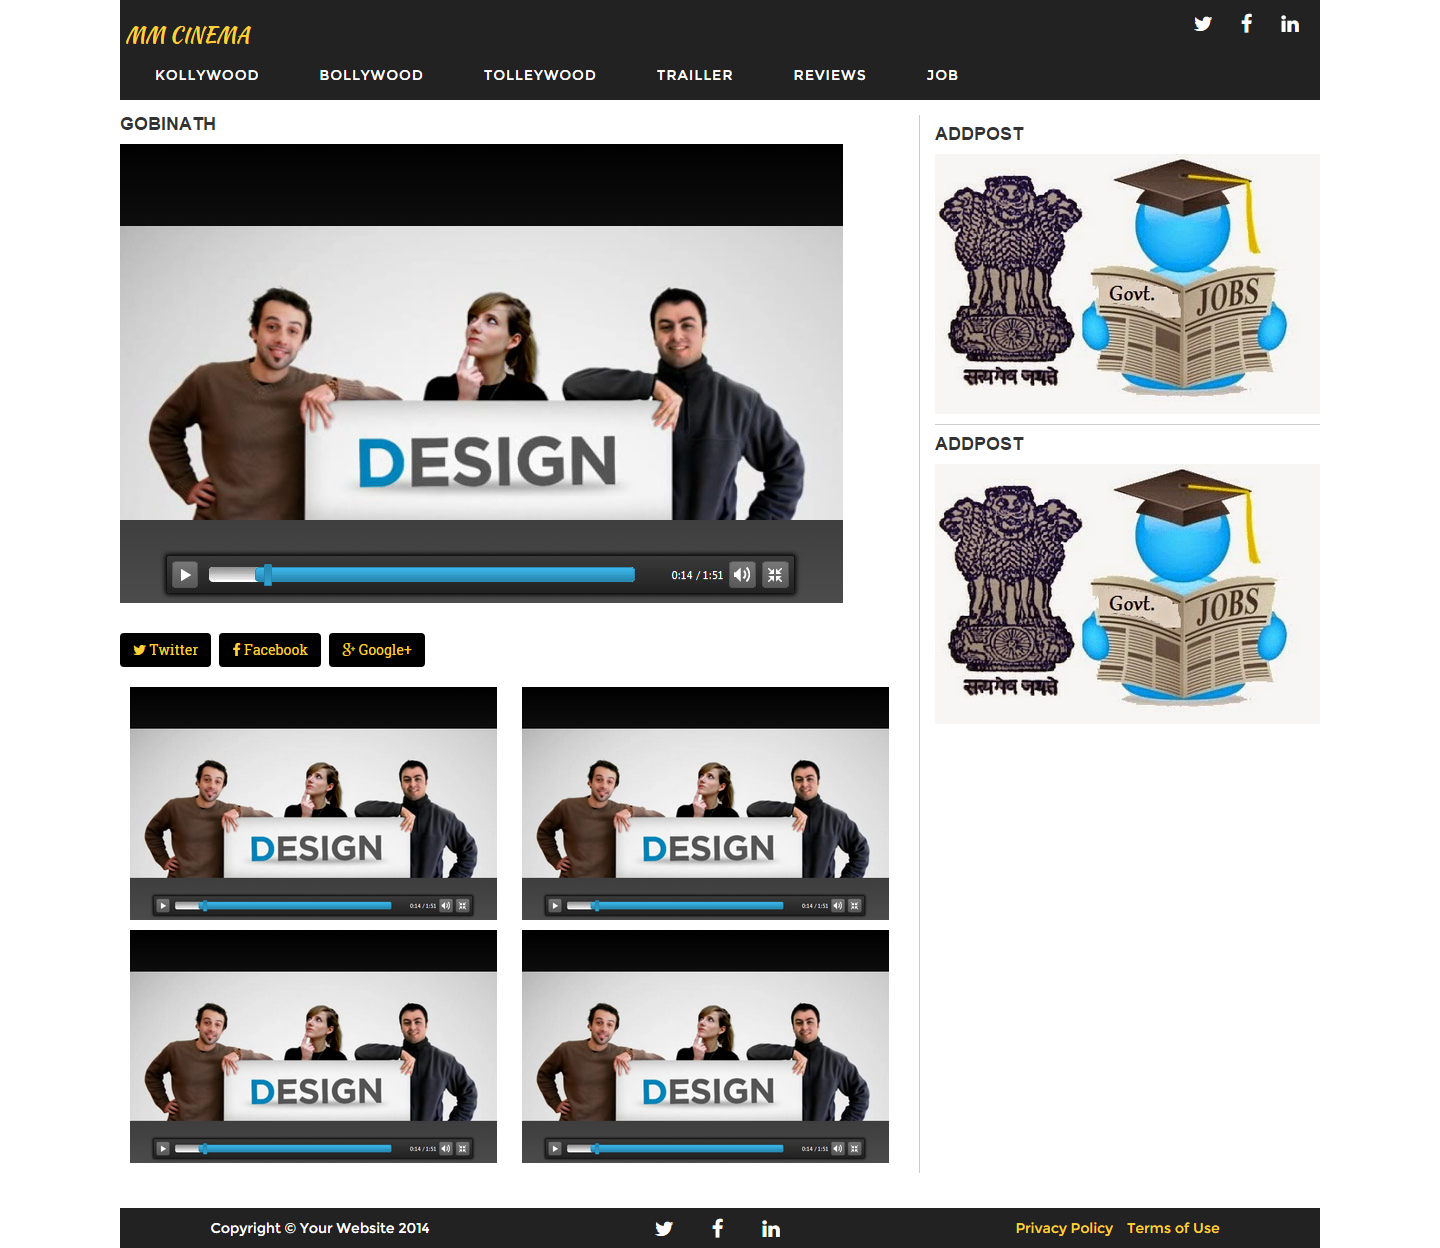 MM CINEMA
KOLLYWOOD BOLLYWOOD TOLLEYWOOD TRAILLER REVIEWS JOB
GOBINATH
DESIGN
0:14 / 1:51
Twitter Facebook Google+
DESIGN
0:14 / 1:51
DESIGN
0:14 / 1:51
DESIGN
0:14 / 1:51
DESIGN
0:14 / 1:51
ADDPOST
Govt. JOBS
सत्यमेव जयते
ADDPOST
Govt. JOBS
सत्यमेव जयते
Copyright © Your Website 2014
Privacy Policy Terms of Use